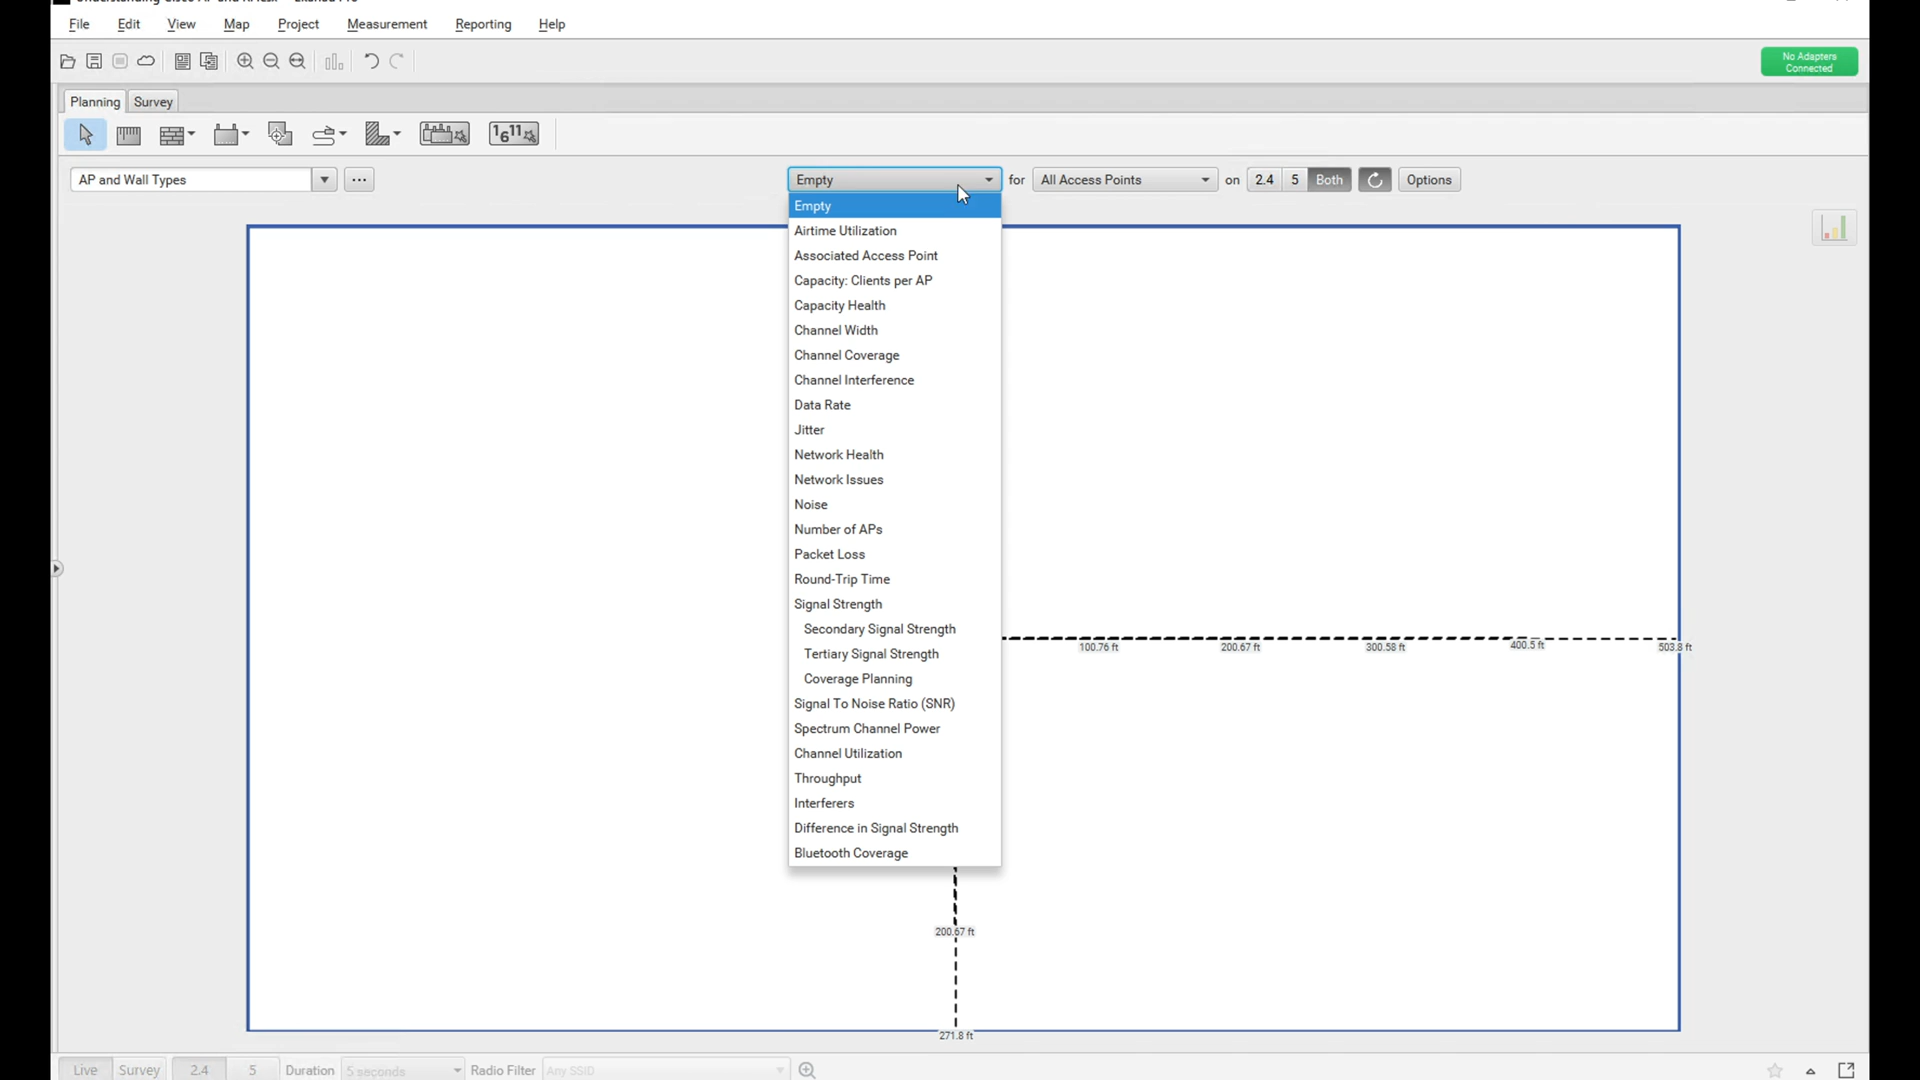 File Edit View Map Project Measurement Reporting Help
No Adapters
Connected
Planning Survey
1 6 11
AP and Wall Types ... Empty for All Access Points on 2.4 5 Both Options
Empty
Airtime Utilization
Associated Access Point
Capacity: Clients per AP
Capacity Health
Channel Width
Channel Coverage
Channel Interference
Data Rate
Jitter
Network Health
Network Issues
Noise
Number of APs
Packet Loss
Round-Trip Time
Signal Strength
Secondary Signal Strength
Tertiary Signal Strength
Coverage Planning
Signal To Noise Ratio (SNR)
Spectrum Channel Power
Channel Utilization
Throughput
Interferers
Difference in Signal Strength
Bluetooth Coverage
100.76 ft 200.67 ft 300.58 ft 400.5 ft 503.8 ft
200.67 ft
271.8 ft
Live Survey 2.4 5 Duration 5 seconds Radio Filter Any SSID